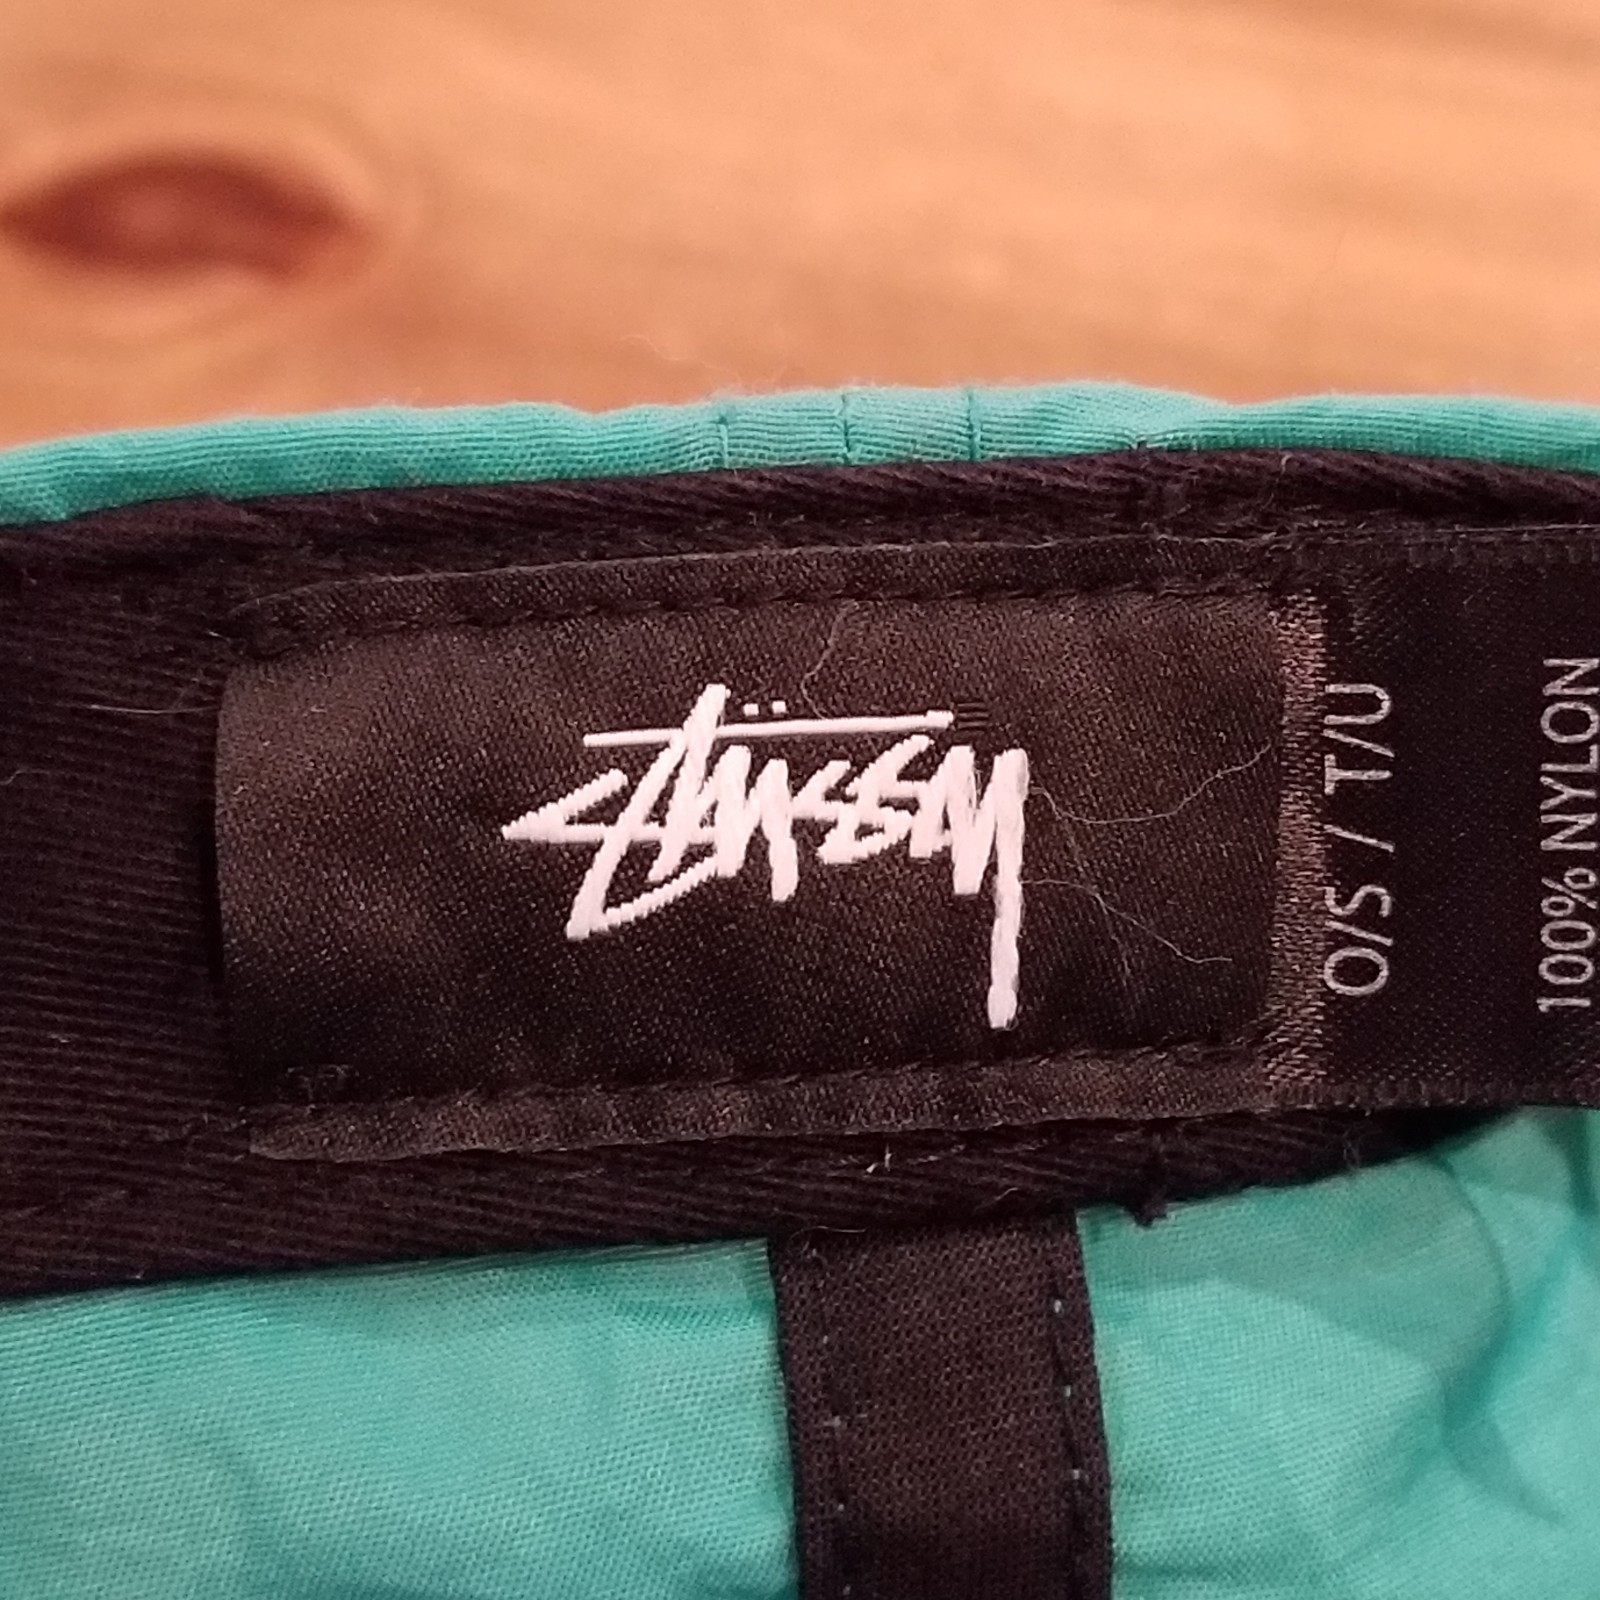 Stüssy
O/S / T/U
100% NYLON